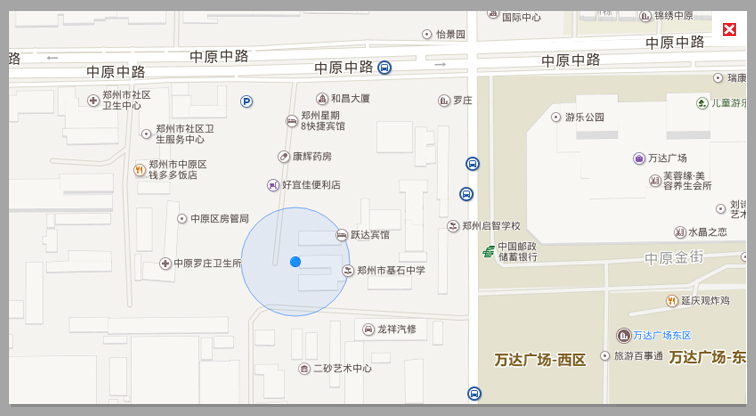 国际中心
锦绣中原
怡景园
中原中路
路
中原中路
中原中路
中原中路
中原中路
瑞康
郑州市社区
卫生中心
P
和昌大厦
罗庄
儿童游乐
郑州星期
8快捷宾馆
游乐公园
郑州市社区卫
生服务中心
康辉药房
万达广场
郑州市中原区
钱多多饭店
好宜佳便利店
芙蓉缘·美
容养生会所
刘诗
艺术
中原区房管局
郑州启智学校
跃达宾馆
水晶之恋
中国邮政
储蓄银行
中原金街
中原罗庄卫生所
郑州市基石中学
延庆观炸鸡
龙祥汽修
万达广场东区
万达广场-西区
旅游百事通
万达广场-东
二砂艺术中心